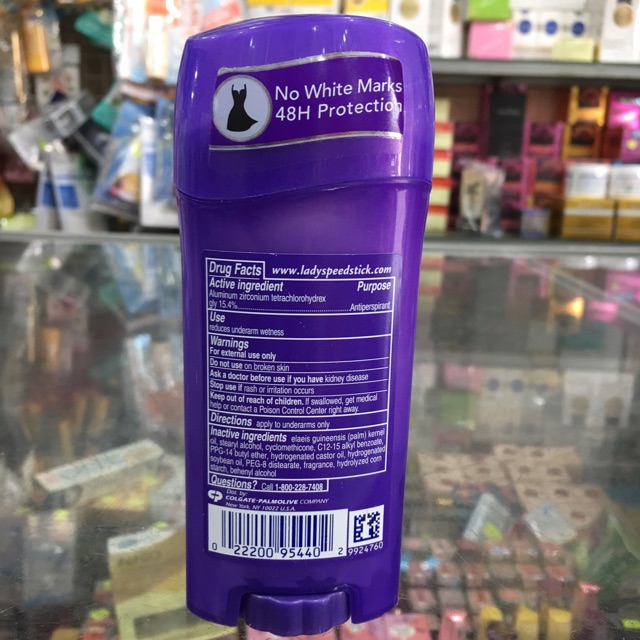 No White Marks
48H Protection
Drug Facts www.ladyspeedstick.com
Active ingredient Purpose
Aluminum zirconium tetrachlorohydrex
gly 15.4% Antiperspirant
Use
reduces underarm wetness
Warnings
For external use only
Do not use on broken skin
Ask a doctor before use if you have kidney disease
Stop use if rash or irritation occurs
Keep out of reach of children. If swallowed, get medical
help or contact a Poison Control Center right away.
Directions apply to underarms only
Inactive ingredients elaeis guineensis (palm) kernel
oil, stearyl alcohol, cyclomethicone, C12-15 alkyl benzoate,
PPG-14 butyl ether, hydrogenated castor oil, hydrogenated
soybean oil, PEG-8 distearate, fragrance, hydrolyzed corn
starch, behenyl alcohol
Questions? Call 1-800-228-7408
Dist. by:
CP COLGATE-PALMOLIVE COMPANY
New York, NY 10022 U.S.A.
0 22200 95440 2
9924760